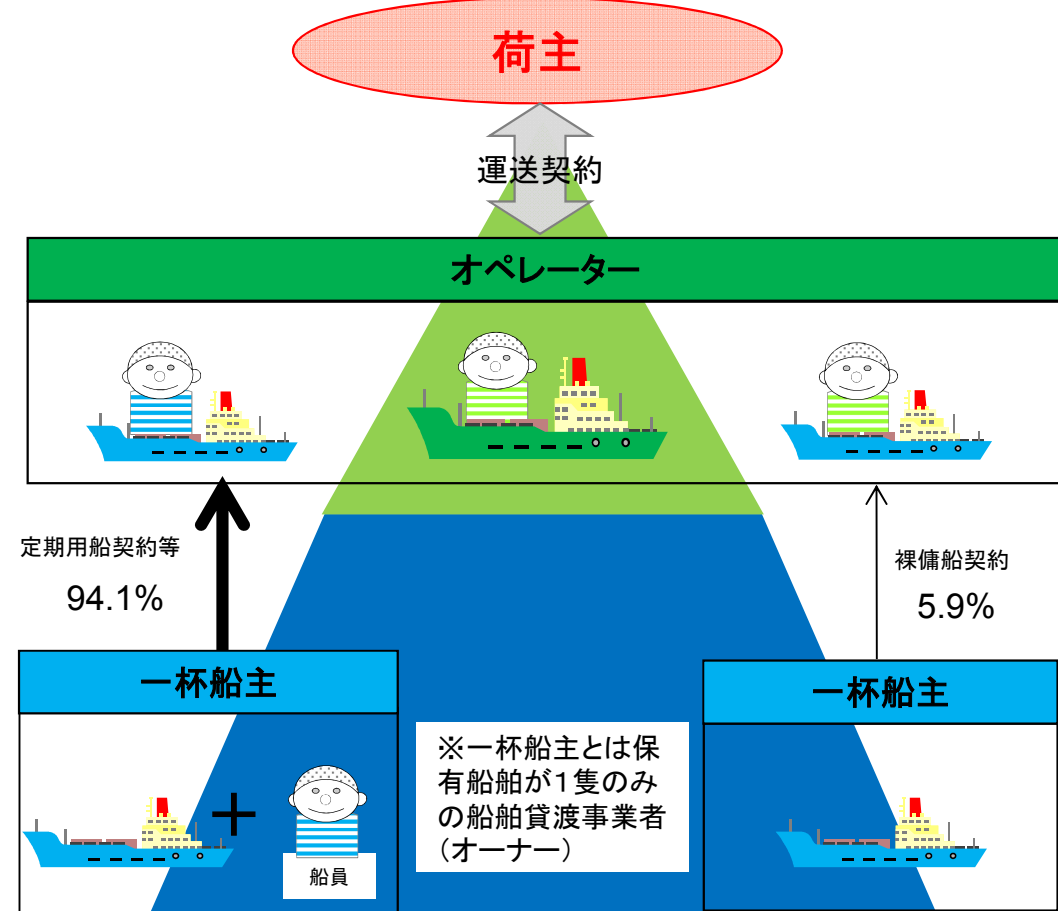 荷主
運送契約
オペレーター
定期用船契約等
94.1%
裸傭船契約
5.9%
一杯船主
一杯船主
※一杯船主とは保
有船舶が1隻のみ
の船舶貸渡事業者
(オーナー)
+
船員